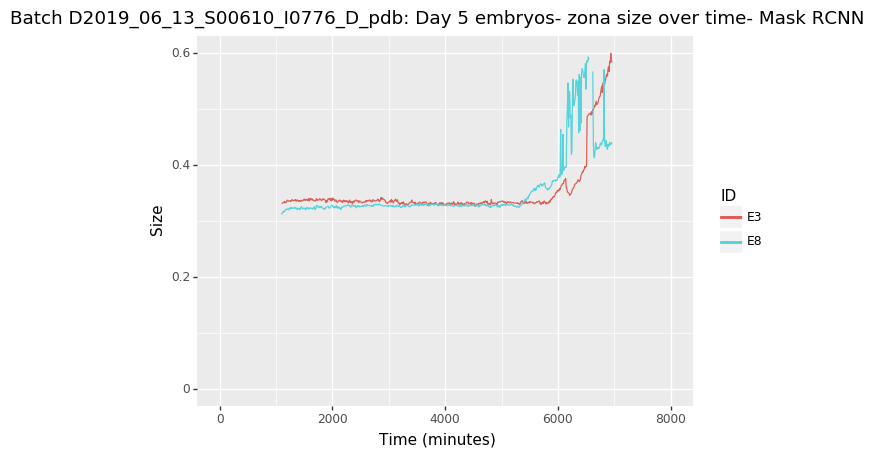 Batch D2019_06_13_S00610_I0776_D_pdb: Day 5 embryos- zona size over time- Mask RCNN
0.6
0.4
0.2
0
Size
0
2000
4000
6000
8000
Time (minutes)
ID
E3
E8